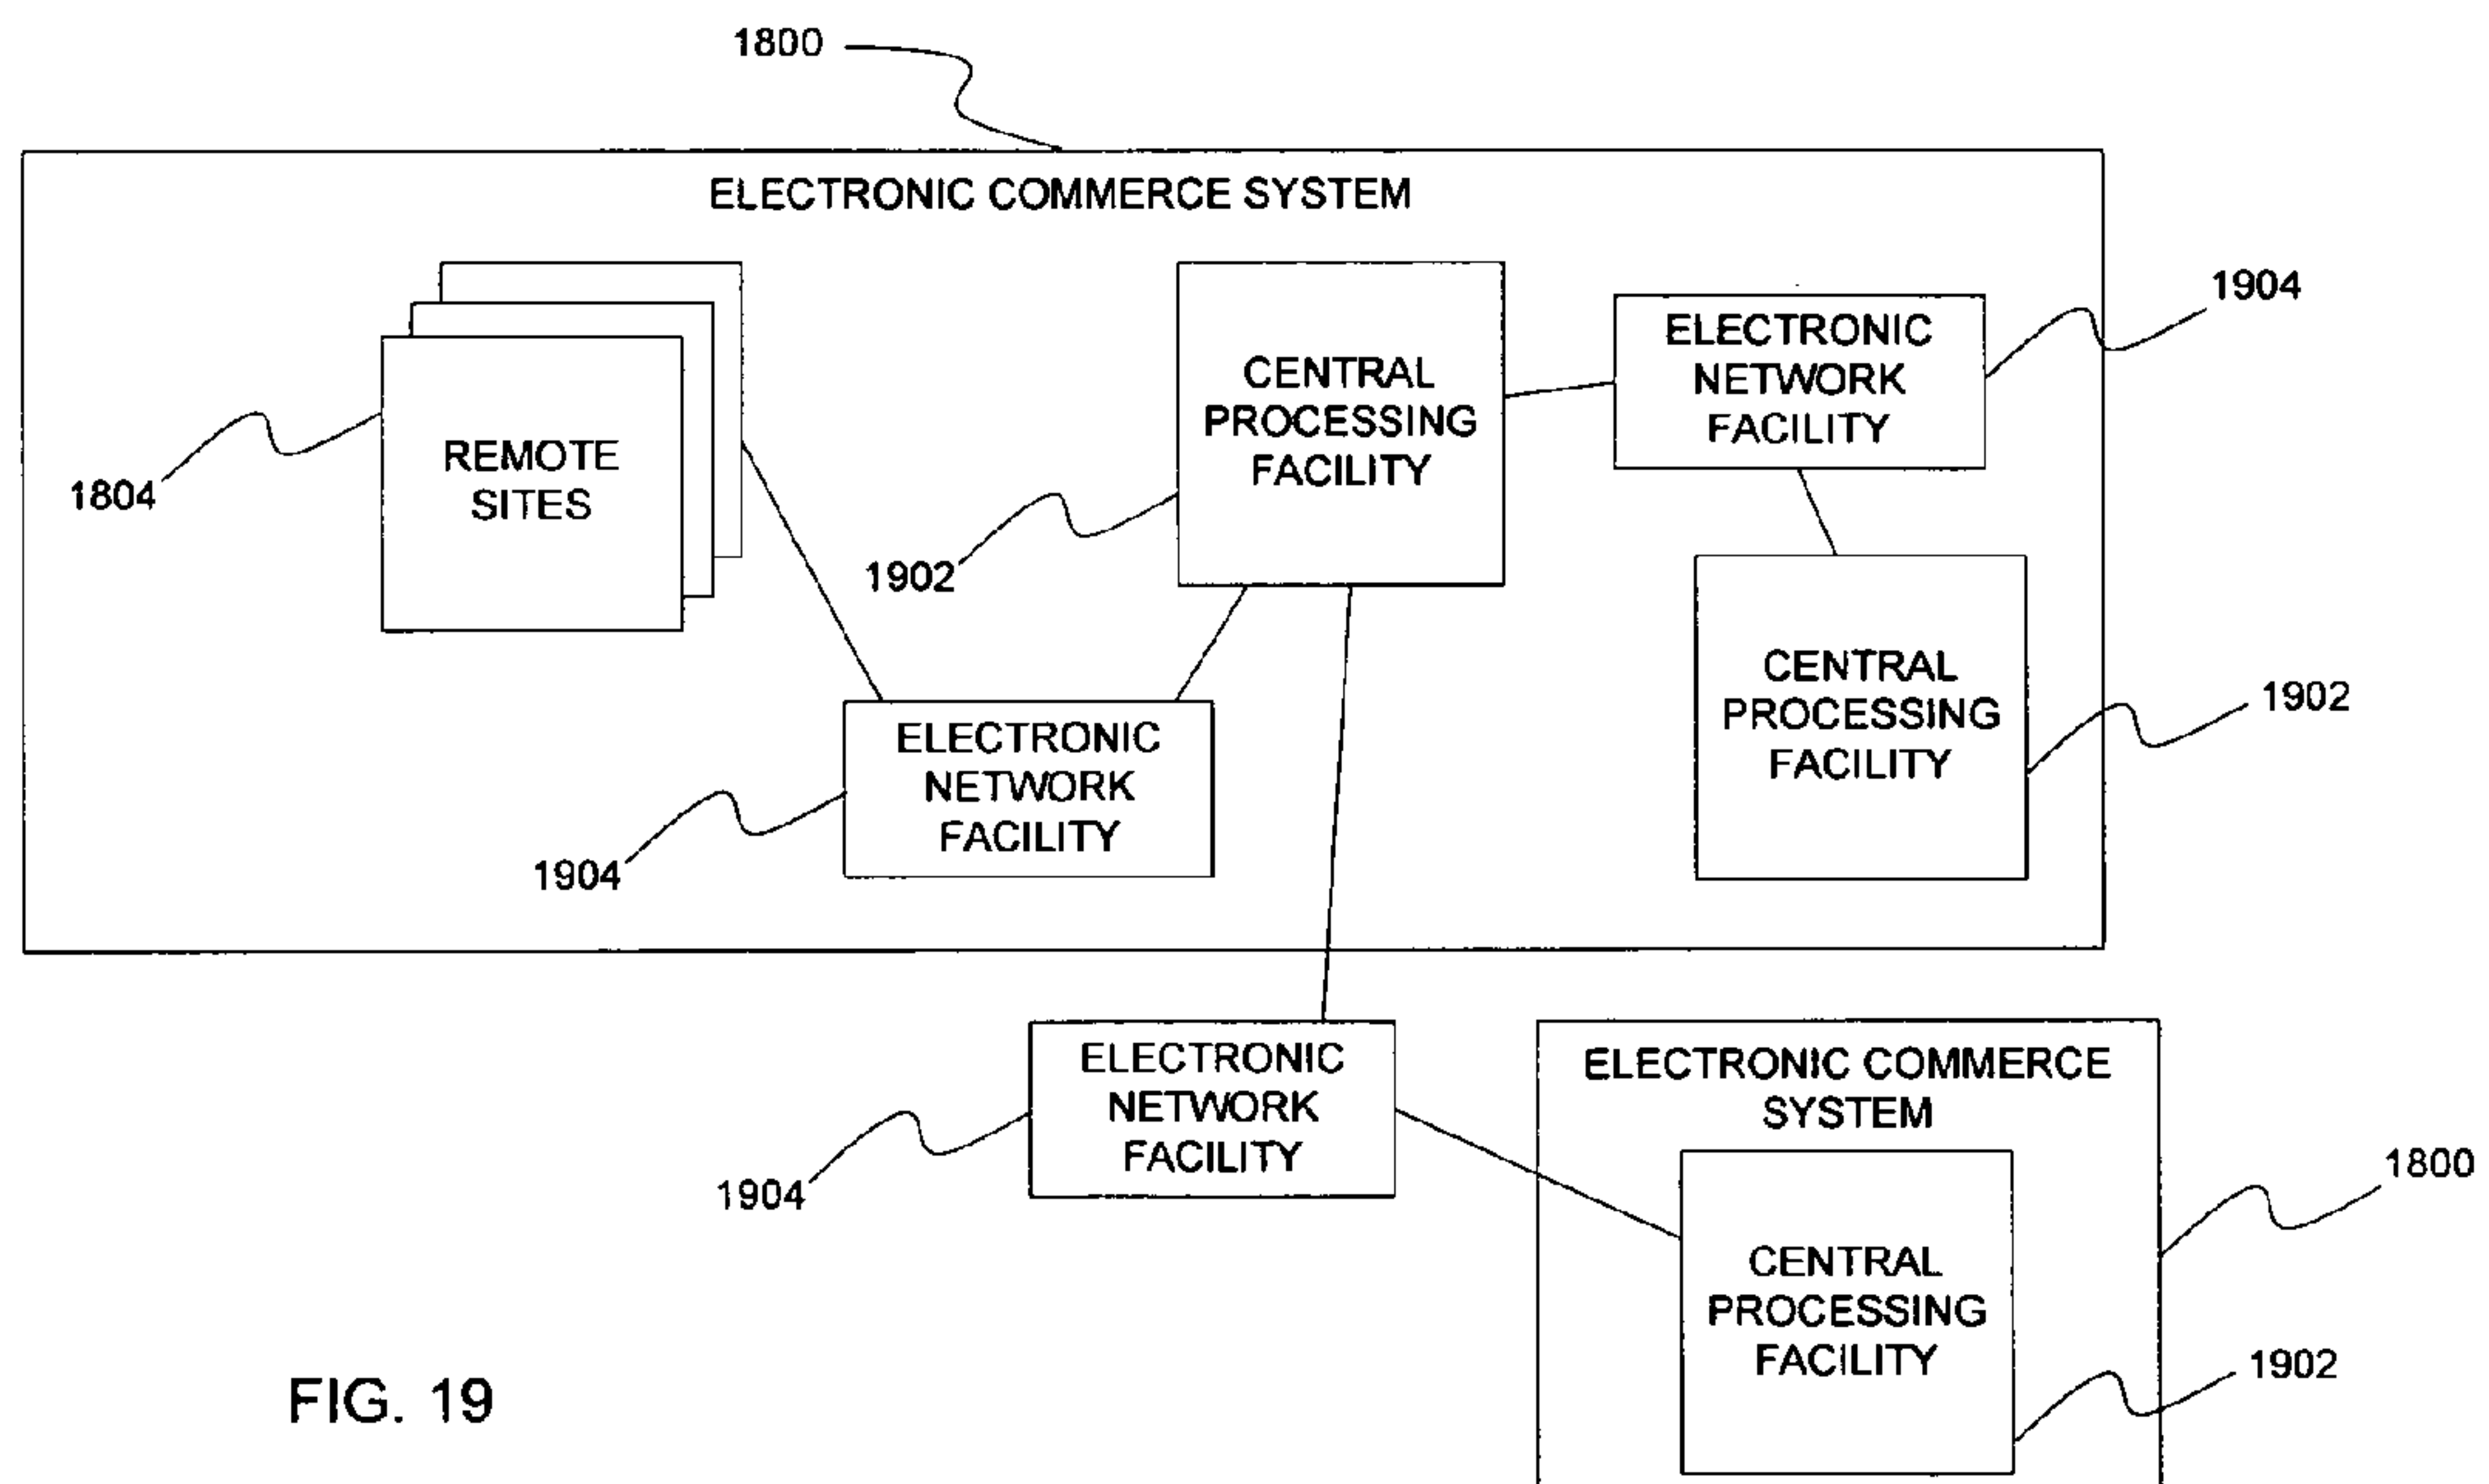 1800
ELECTRONIC COMMERCE SYSTEM
1904
ELECTRONIC
NETWORK
FACILITY
CENTRAL
PROCESSING
FACILITY
REMOTE
SITES
1804
1902
CENTRAL
PROCESSING
FACILITY
1902
ELECTRONIC
NETWORK
FACILITY
1904
ELECTRONIC
NETWORK
FACILITY
1904
ELECTRONIC COMMERCE
SYSTEM
1800
CENTRAL
PROCESSING
FACILITY
1902
FIG. 19